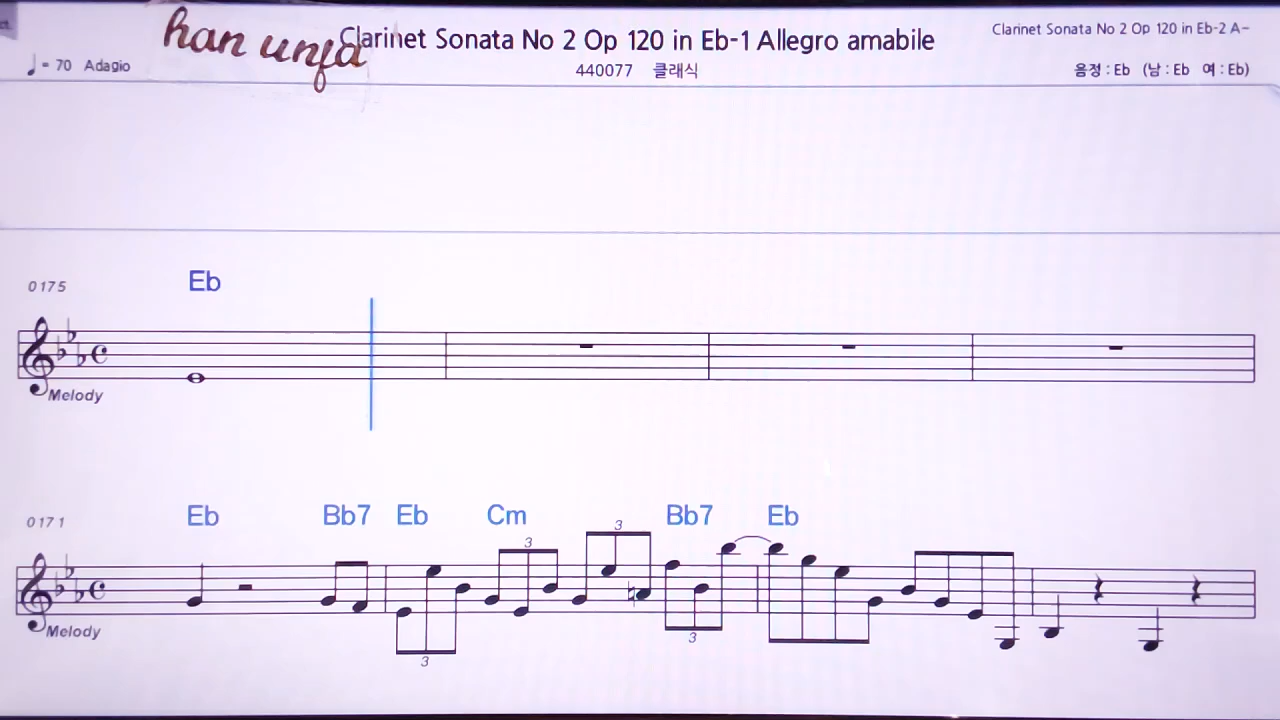 han unfa
Clarinet Sonata No 2 Op 120 in Eb-1 Allegro amabile
Clarinet Sonata No 2 Op 120 in Eb-2 A-
♩= 70 Adagio
440077 클래식
음정 : Eb (남 : Eb 여 : Eb)
0175 Eb
Melody
0171 Eb Bb7 Eb Cm Bb7 Eb
3 3
Melody
3 3